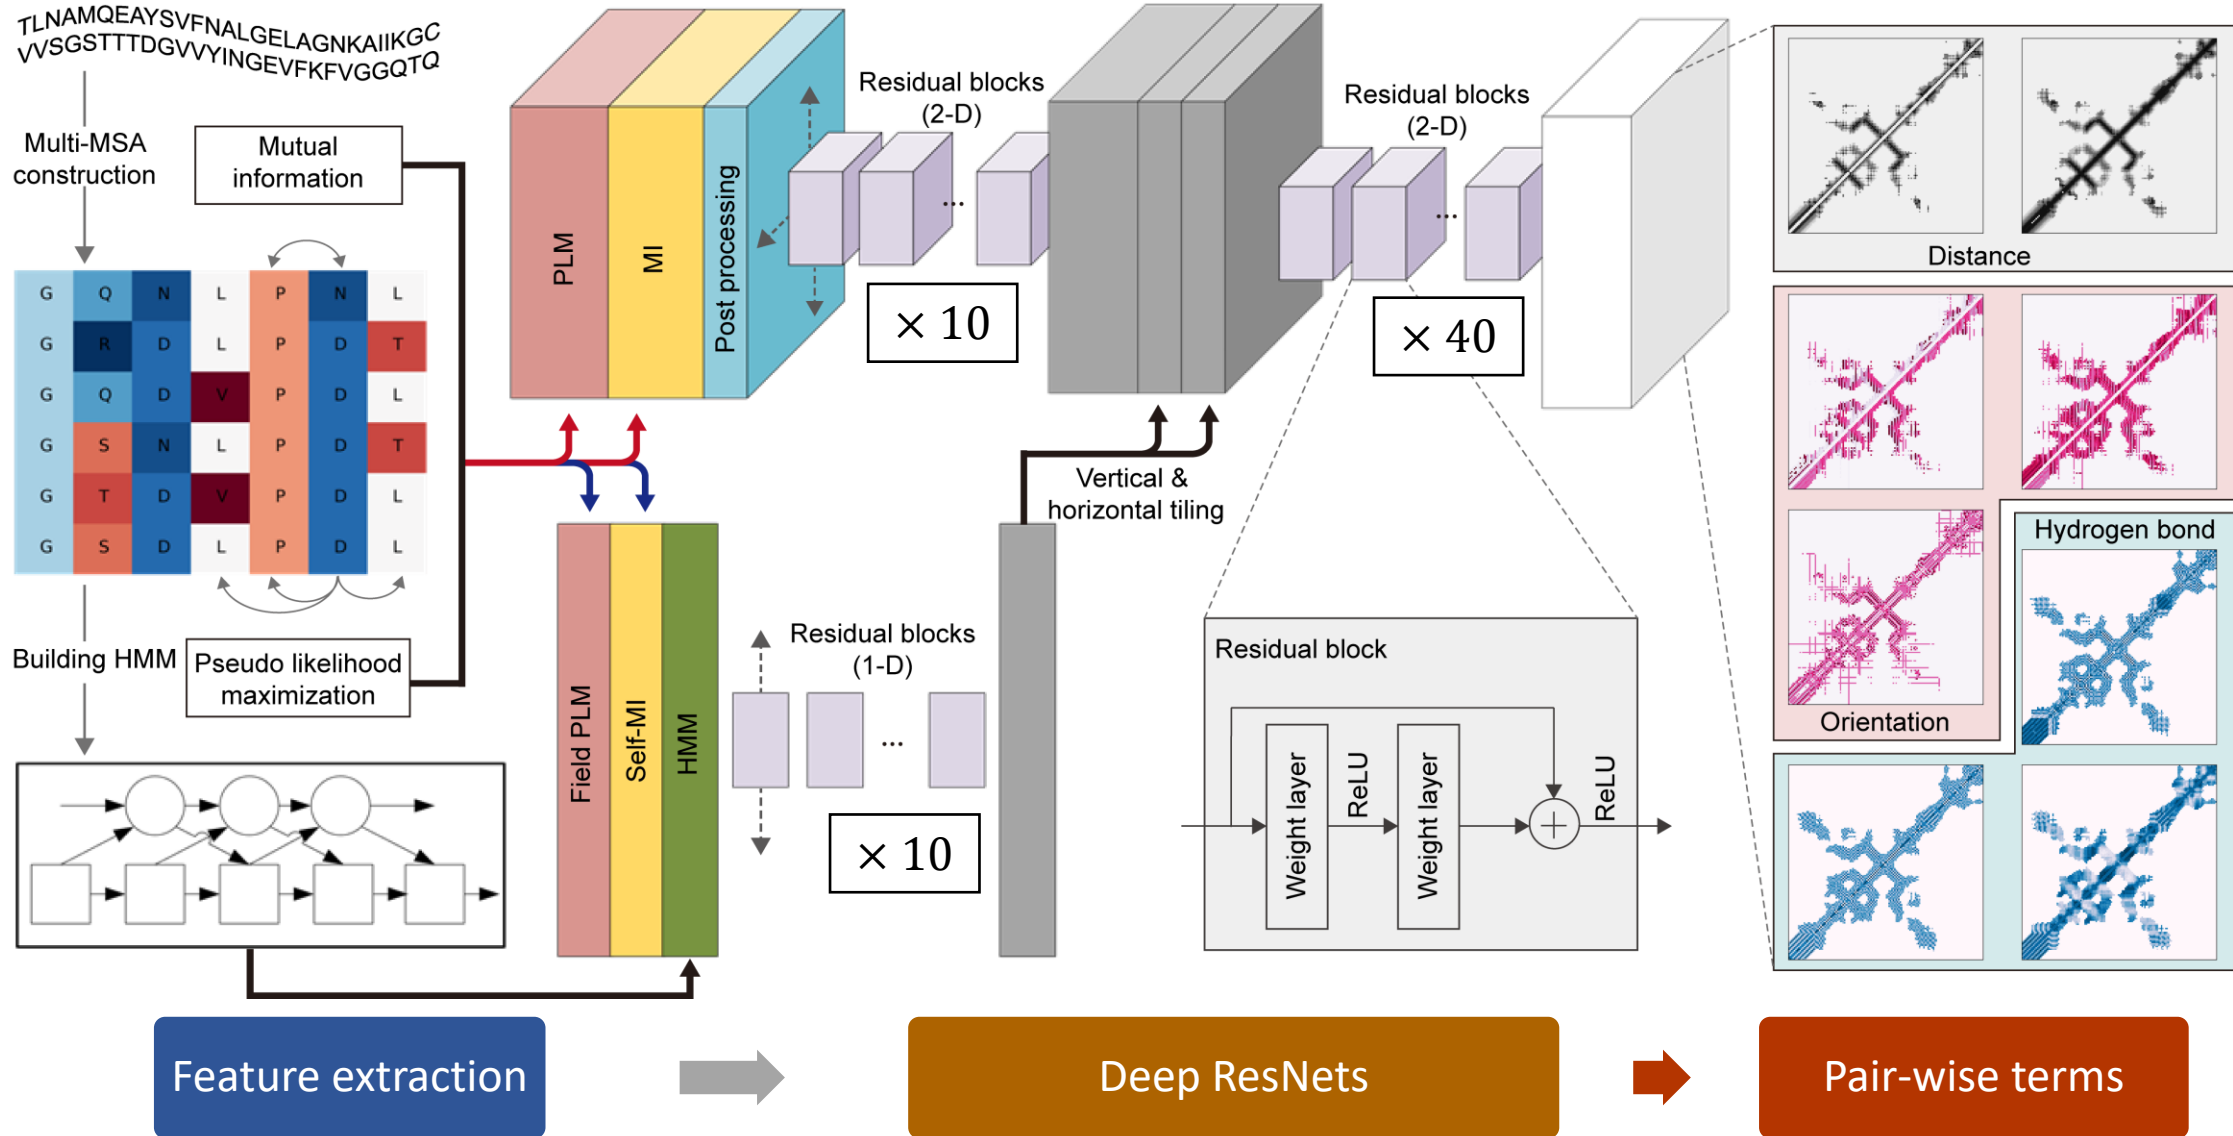 TLNAMQEAYSVFNALGELAGNKAIIKGC
VVSGSTTTDGVVYINGEVFKFVGGQTQ
Multi-MSA
construction
Mutual
information
G Q N L P N L
G R D L P D T
G Q D V P D L
G S N L P D T
G T D V P D L
G S D L P D L
Building HMM
Pseudo likelihood
maximization
PLM
MI
Post processing
Residual blocks
(2-D)
...
× 10
Residual blocks
(2-D)
...
× 40
Field PLM
Self-MI
HMM
Residual blocks
(1-D)
...
× 10
Vertical &
horizontal tiling
Residual block
Weight layer
ReLU
Weight layer
+
ReLU
Distance
Orientation
Hydrogen bond
Feature extraction
Deep ResNets
Pair-wise terms